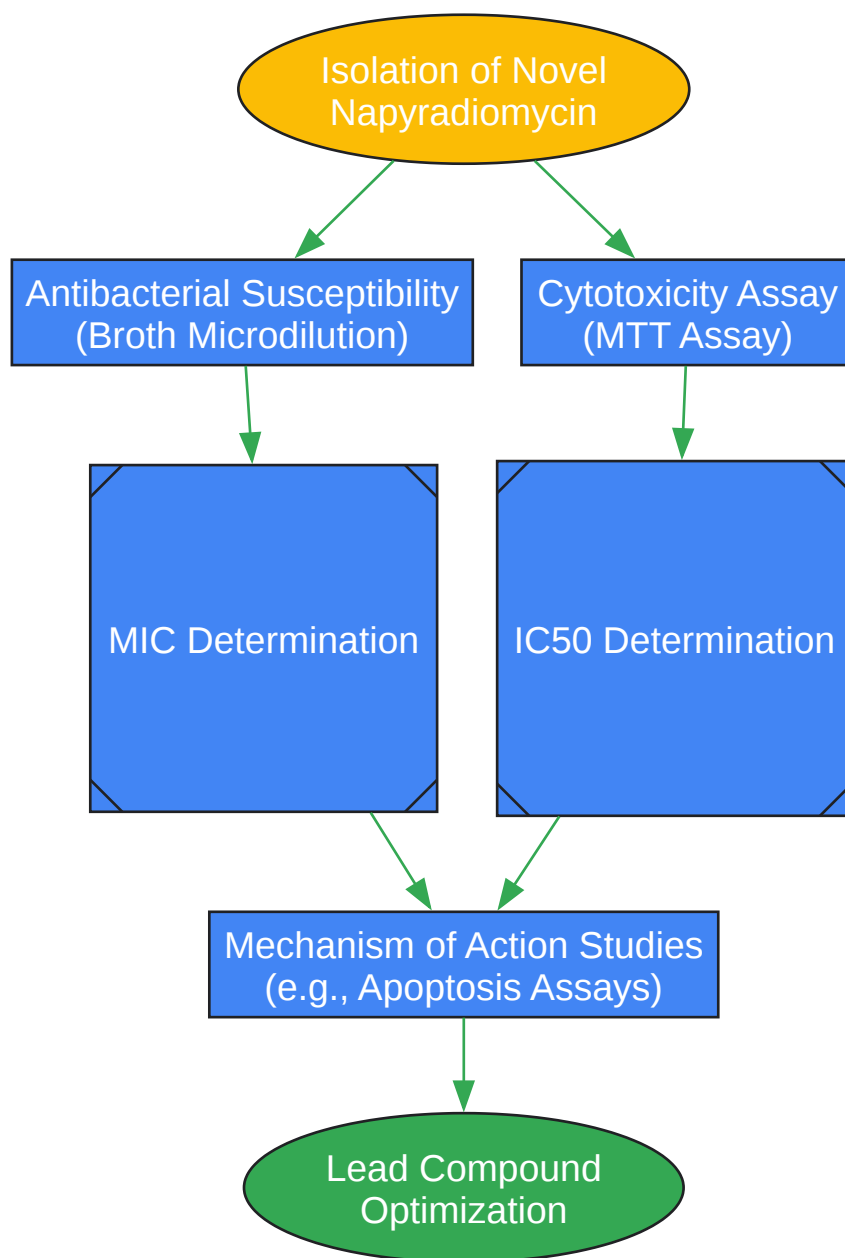 Isolation of Novel
Napyradiomycin
Antibacterial Susceptibility
(Broth Microdilution)
Cytotoxicity Assay
(MTT Assay)
MIC Determination
IC50 Determination
Mechanism of Action Studies
(e.g., Apoptosis Assays)
Lead Compound
Optimization